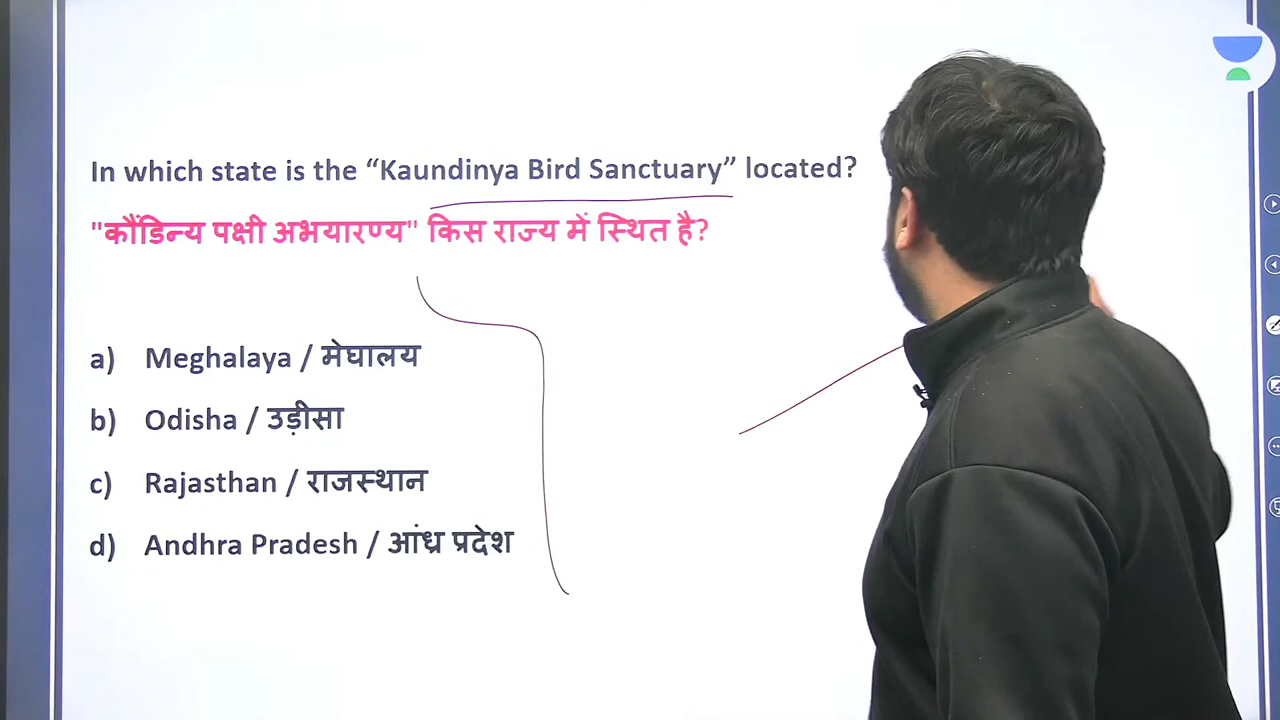 In which state is the “Kaundinya Bird Sanctuary” located?
"कौंडिन्य पक्षी अभयारण्य" किस राज्य में स्थित है?
a) Meghalaya / मेघालय
b) Odisha / उड़ीसा
c) Rajasthan / राजस्थान
d) Andhra Pradesh / आंध्र प्रदेश